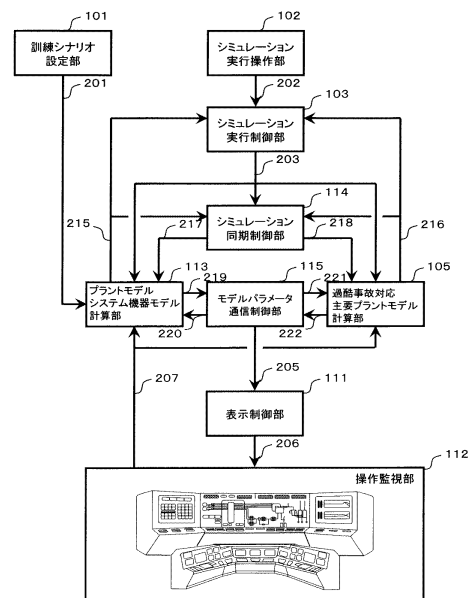 101
102
訓練シナリオ
設定部
シミュレーション
実行操作部
201
202
103
シミュレーション
実行制御部
203
114
シミュレーション
同期制御部
215
217
218
216
113
219
115
221
105
プラントモデル
システム機器モデル
計算部
モデルパラメータ
通信制御部
過酷事故対応
主要プラントモデル
計算部
220
222
205
207
111
表示制御部
206
112
操作監視部